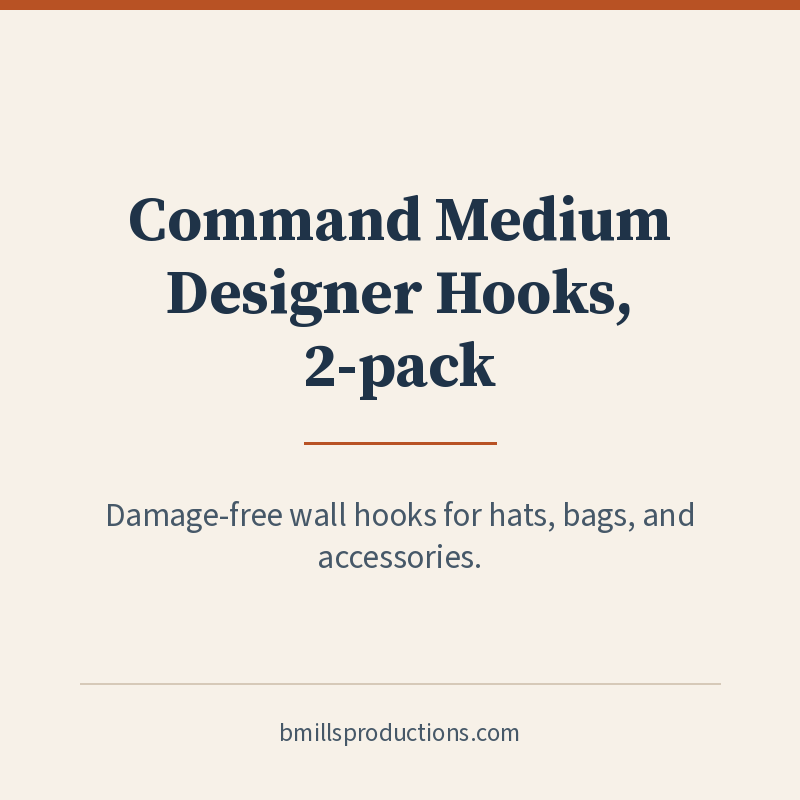 Command Medium
Designer Hooks,
2-pack
Damage-free wall hooks for hats, bags, and
accessories.
bmillsproductions.com